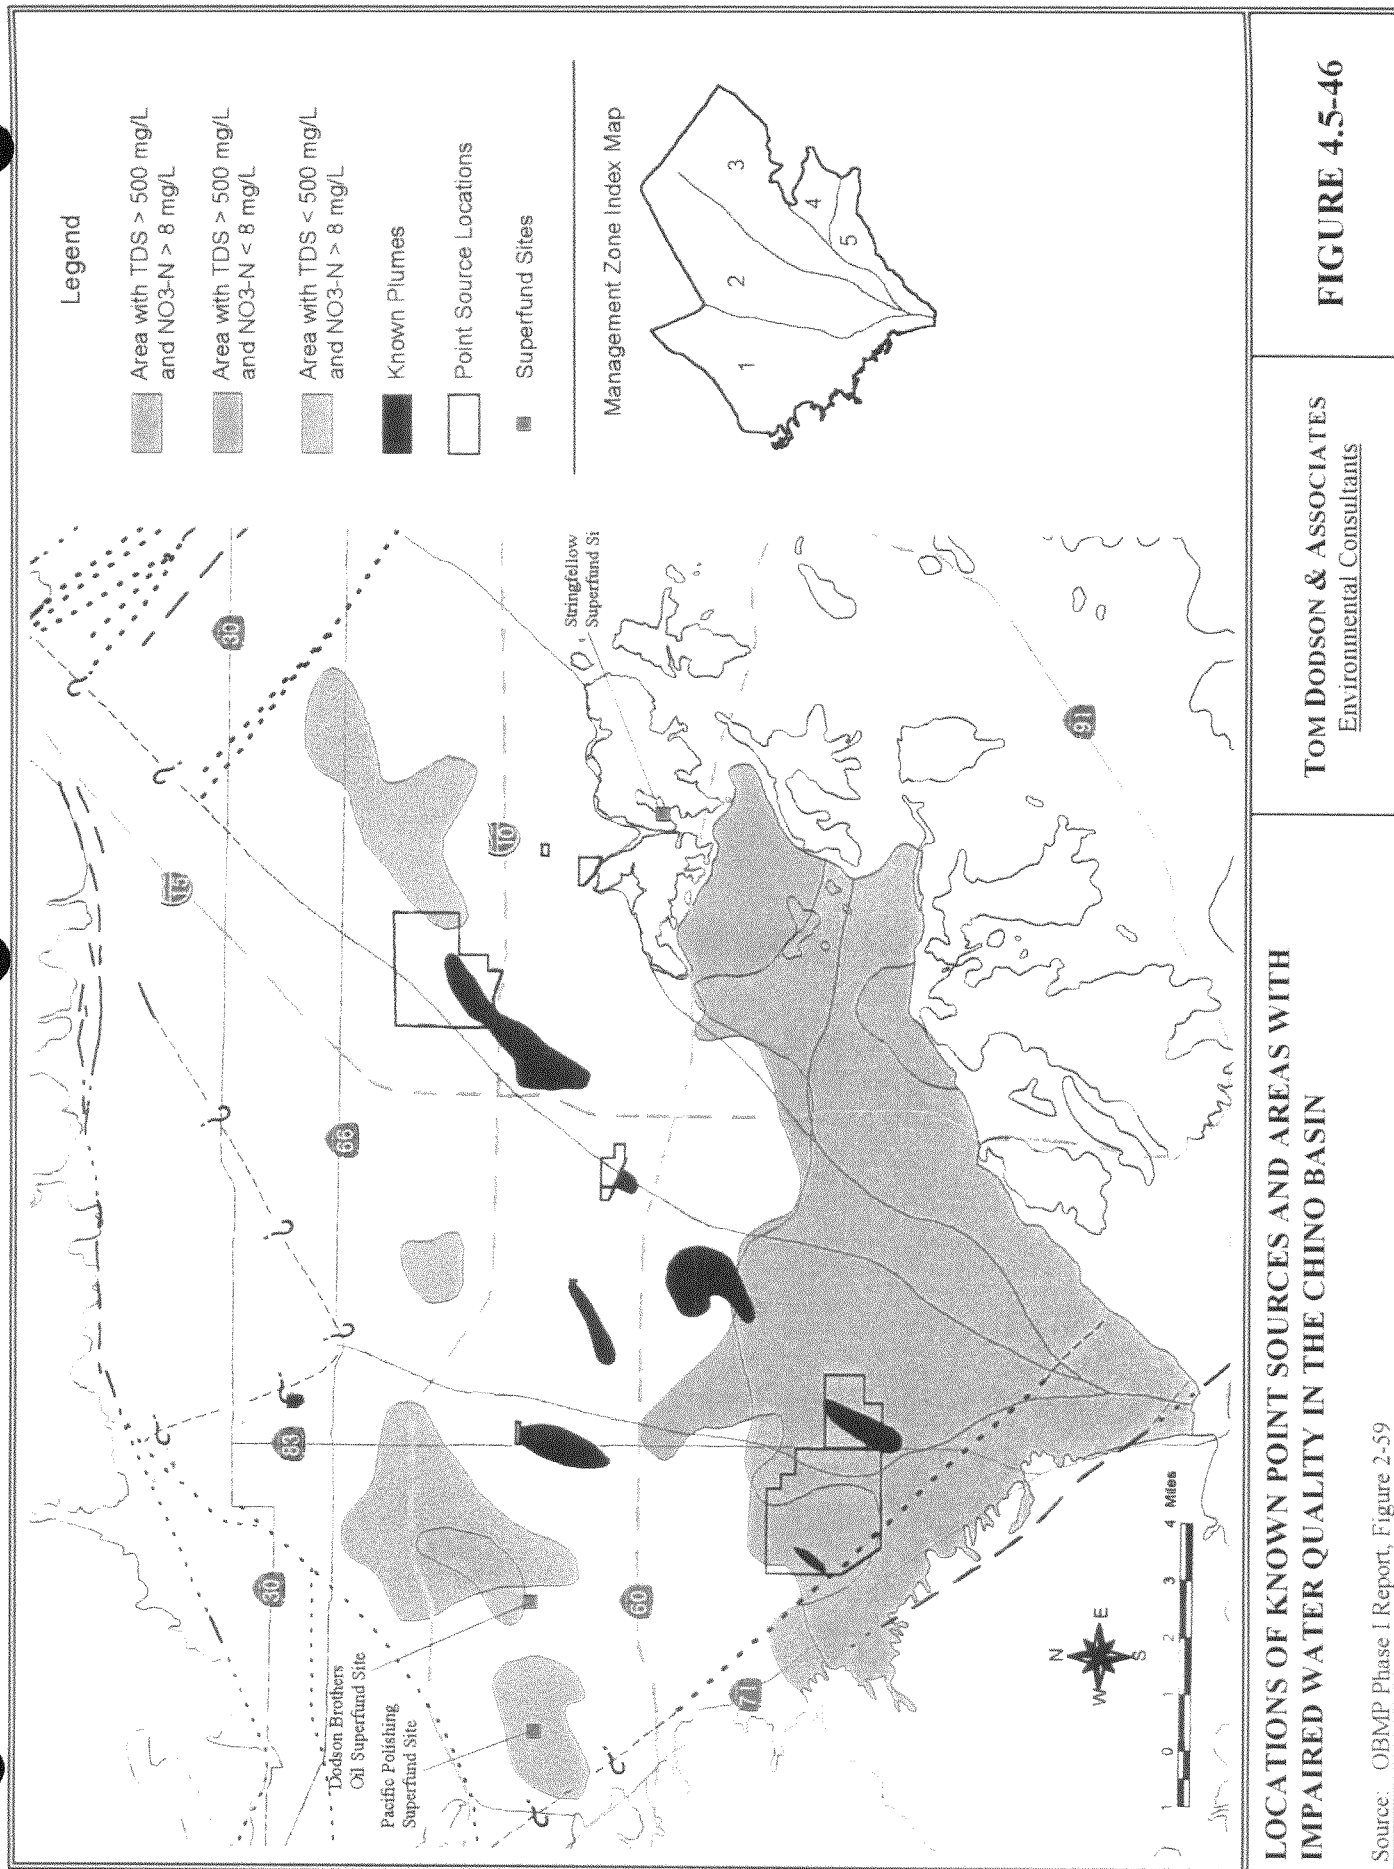 Legend
Area with TDS > 500 mg/L
and NO3-N > 8 mg/L
Area with TDS > 500 mg/L
and NO3-N < 8 mg/L
Area with TDS < 500 mg/L
and NO3-N > 8 mg/L
Known Plumes
Point Source Locations
Superfund Sites
Management Zone Index Map
1
2
3
4
5
30
15
66
10
83
30
60
71
91
Stringfellow
Superfund Si
Dodson Brothers
Oil Superfund Site
Pacific Polishing
Superfund Site
N
W
E
S
1
0
1
2
3
4 Miles
LOCATIONS OF KNOWN POINT SOURCES AND AREAS WITH
IMPAIRED WATER QUALITY IN THE CHINO BASIN
Source: OBMP Phase I Report, Figure 2-59
TOM DODSON & ASSOCIATES
Environmental Consultants
FIGURE 4.5-46